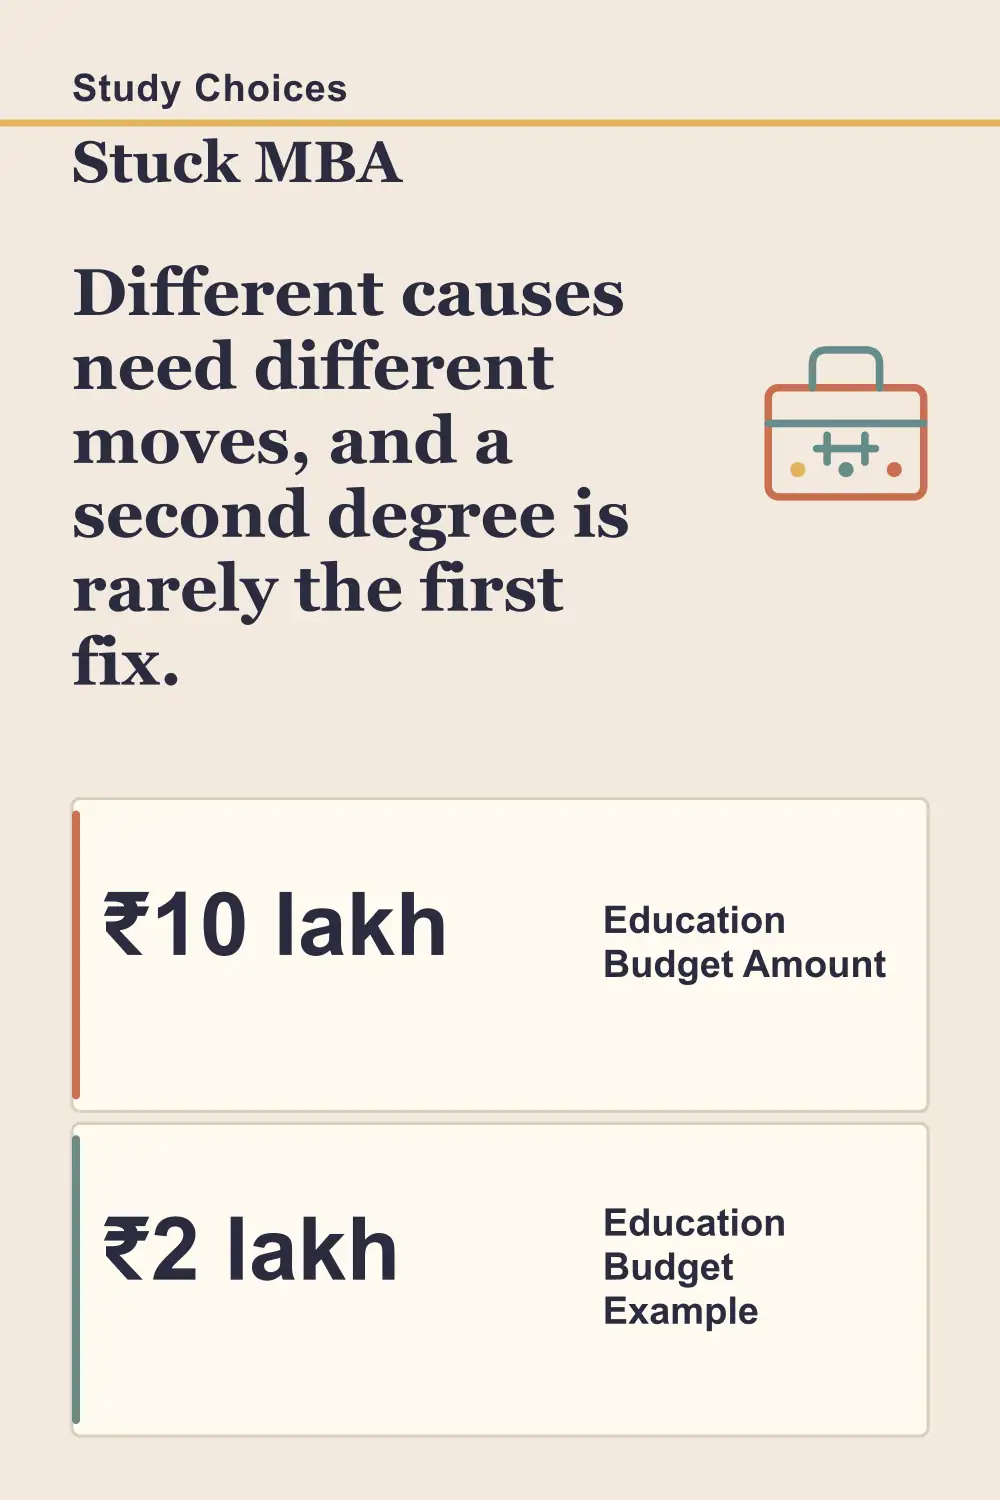 Study Choices
Stuck MBA
Different causes
need different
moves, and a
second degree is
rarely the first
fix.
₹10 lakh
Education
Budget Amount
₹2 lakh
Education
Budget
Example